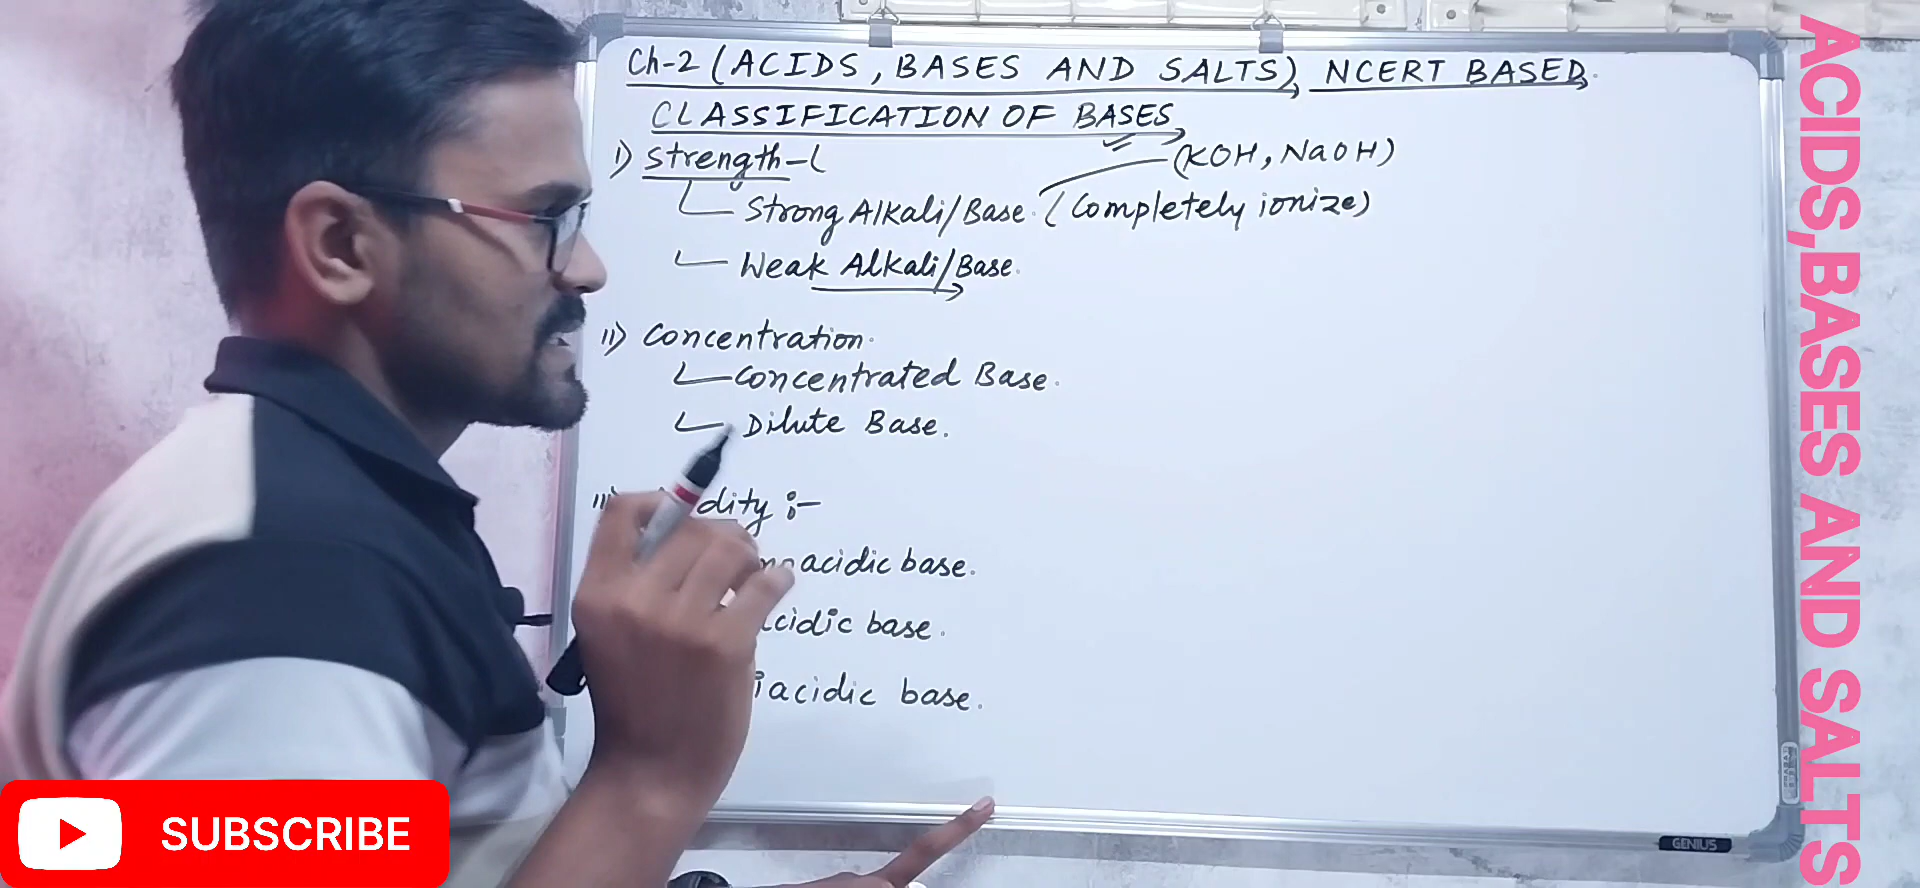 Ch-2 (ACIDS, BASES AND SALTS), NCERT BASED.
CLASSIFICATION OF BASES
i) Strength-(
(KOH, NaOH)
Strong Alkali/Base. (Completely ionize)
Weak Alkali/Base.
ii) Concentration.
Concentrated Base.
Dilute Base.
iii) dity :-
acidic base.
cidic base.
iacidic base.
GENIUS
SUBSCRIBE
ACIDS,BASES AND SALTS